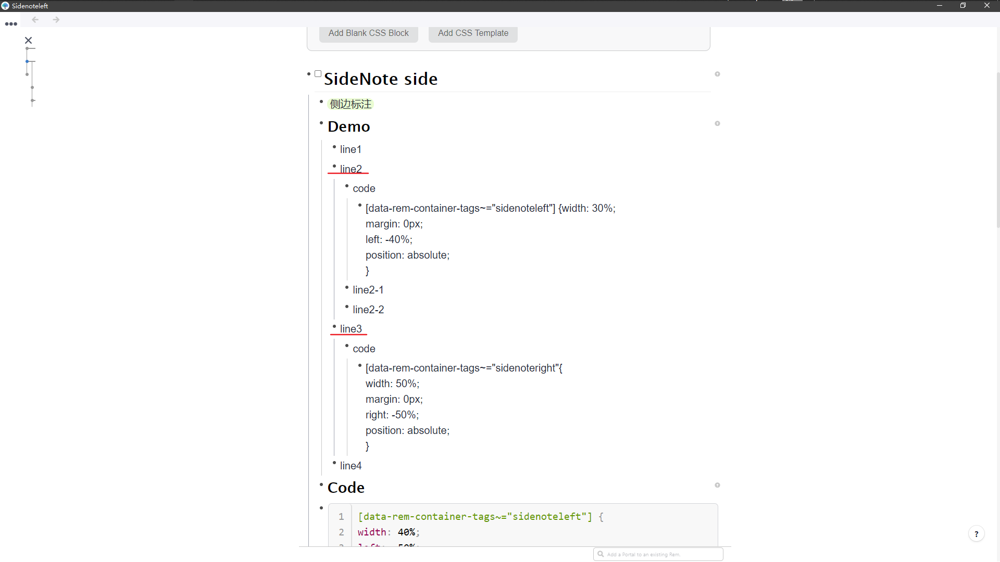 Sidenoteleft
Add Blank CSS Block
Add CSS Template
SideNote side
侧边标注
Demo
line1
line2
code
[data-rem-container-tags~="sidenoteleft"] {width: 30%;
margin: 0px;
left: -40%;
position: absolute;
}
line2-1
line2-2
line3
code
[data-rem-container-tags~="sidenoteright"{
width: 50%;
margin: 0px;
right: -50%;
position: absolute;
}
line4
Code
1 [data-rem-container-tags~="sidenoteleft"] {
2 width: 40%;
Add a Portal to an existing Rem.
?